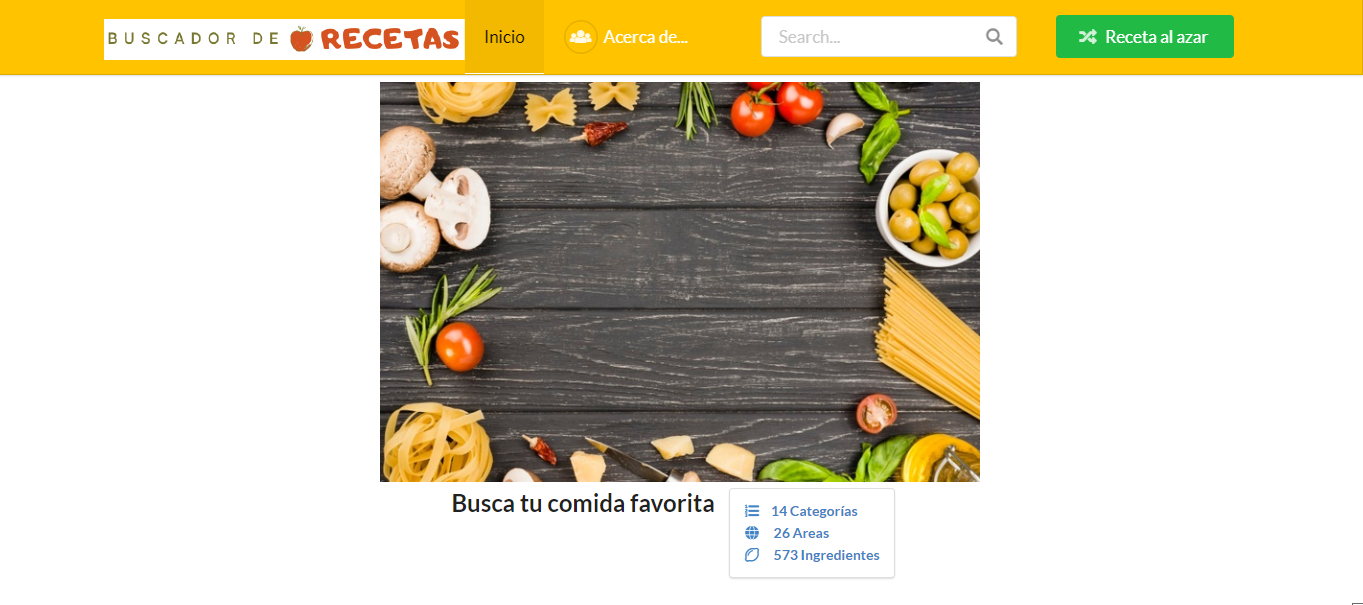 BUSCADOR DE RECETAS
Inicio
Acerca de...
Search...
Receta al azar
Busca tu comida favorita
14 Categorías
26 Areas
573 Ingredientes